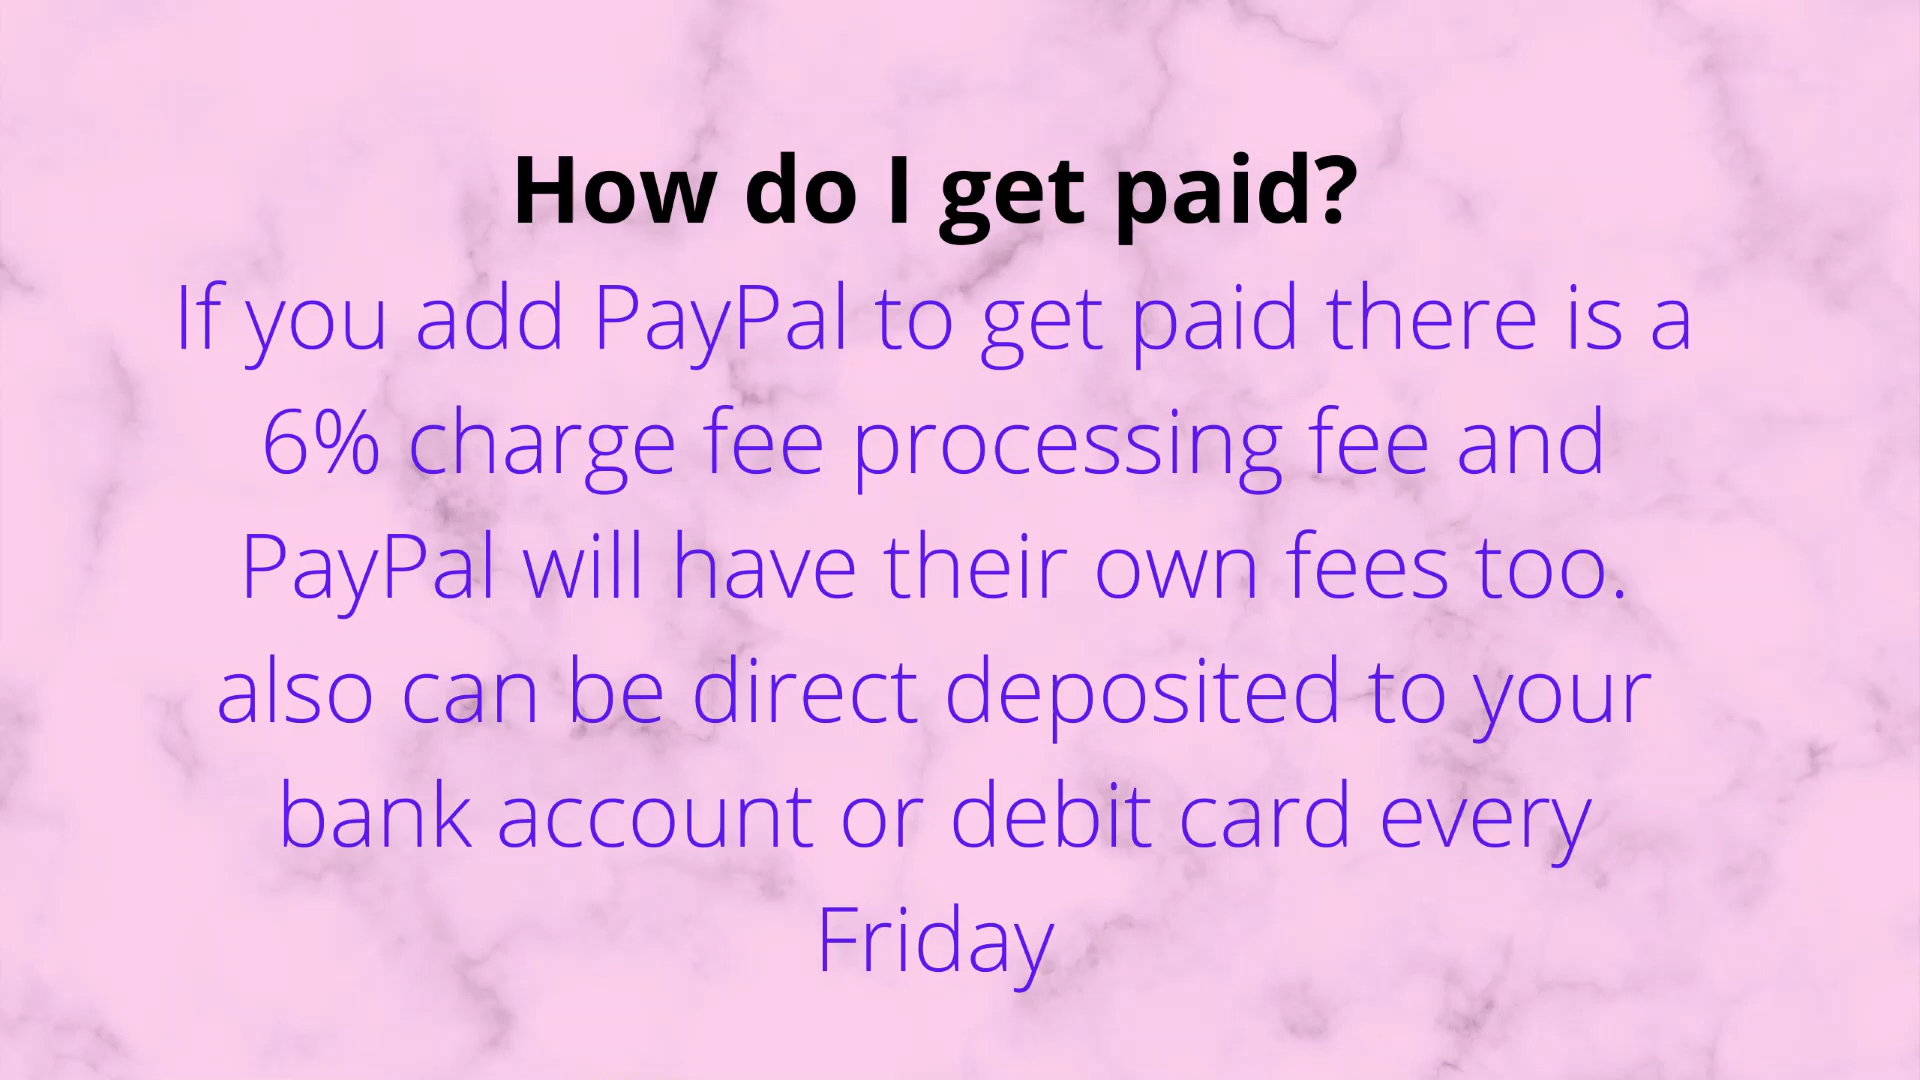 How do I get paid?
If you add PayPal to get paid there is a
6% charge fee processing fee and
PayPal will have their own fees too.
also can be direct deposited to your
bank account or debit card every
Friday